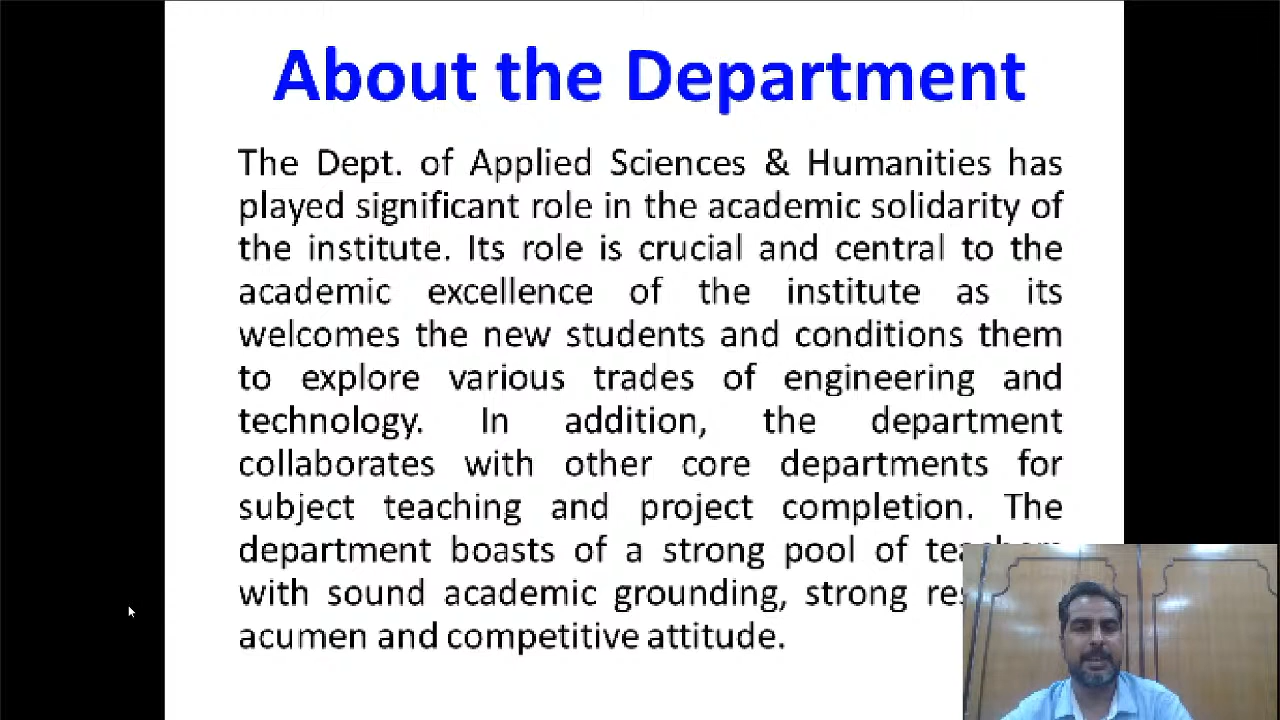 About the Department
The Dept. of Applied Sciences & Humanities has
played significant role in the academic solidarity of
the institute. Its role is crucial and central to the
academic excellence of the institute as its
welcomes the new students and conditions them
to explore various trades of engineering and
technology. In addition, the department
collaborates with other core departments for
subject teaching and project completion. The
department boasts of a strong pool of
with sound academic grounding, strong
acumen and competitive attitude.